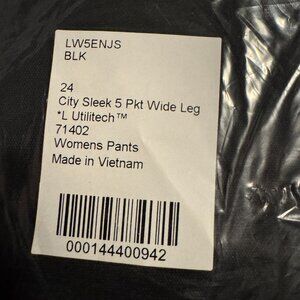 LW5ENJS
BLK
24
City Sleek 5 Pkt Wide Leg
*L Utilitech™
71402
Womens Pants
Made in Vietnam
000144400942